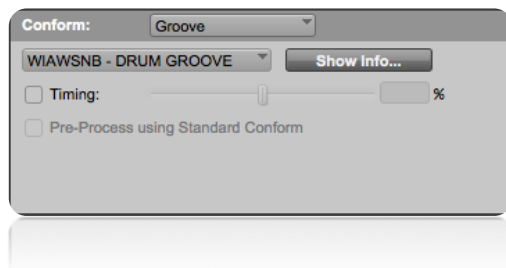 Conform: Groove
WIAWSNB - DRUM GROOVE Show Info...
Timing: %
Pre-Process using Standard Conform